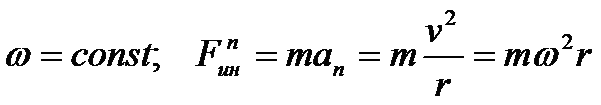 ω = const; F^n_ин = ma_n = m v²/r = mω²r